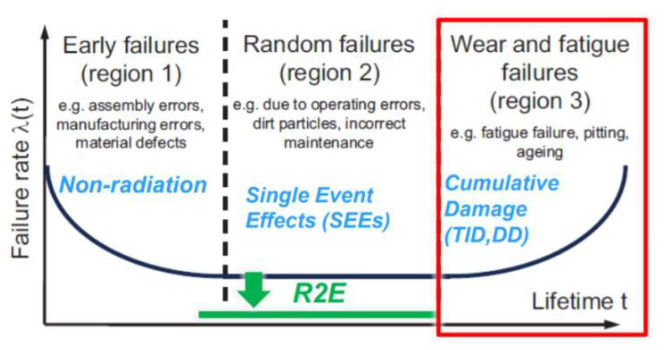 Failure rate λ(t)
Early failures
(region 1)
e.g. assembly errors,
manufacturing errors,
material defects
Non-radiation
Random failures
(region 2)
e.g. due to operating errors,
dirt particles, incorrect
maintenance
Single Event
Effects (SEEs)
R2E
Wear and fatigue
failures
(region 3)
e.g. fatigue failure, pitting,
ageing
Cumulative
Damage
(TID,DD)
Lifetime t